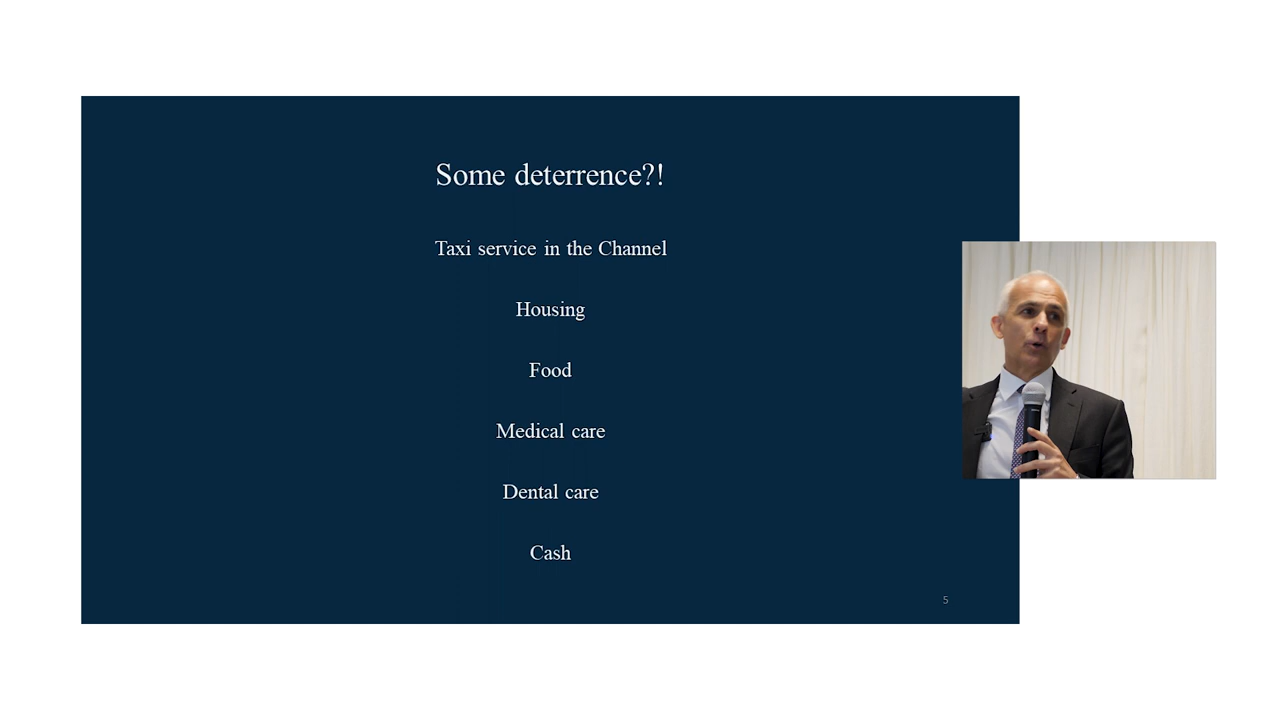 Some deterrence?!
Taxi service in the Channel
Housing
Food
Medical care
Dental care
Cash
5